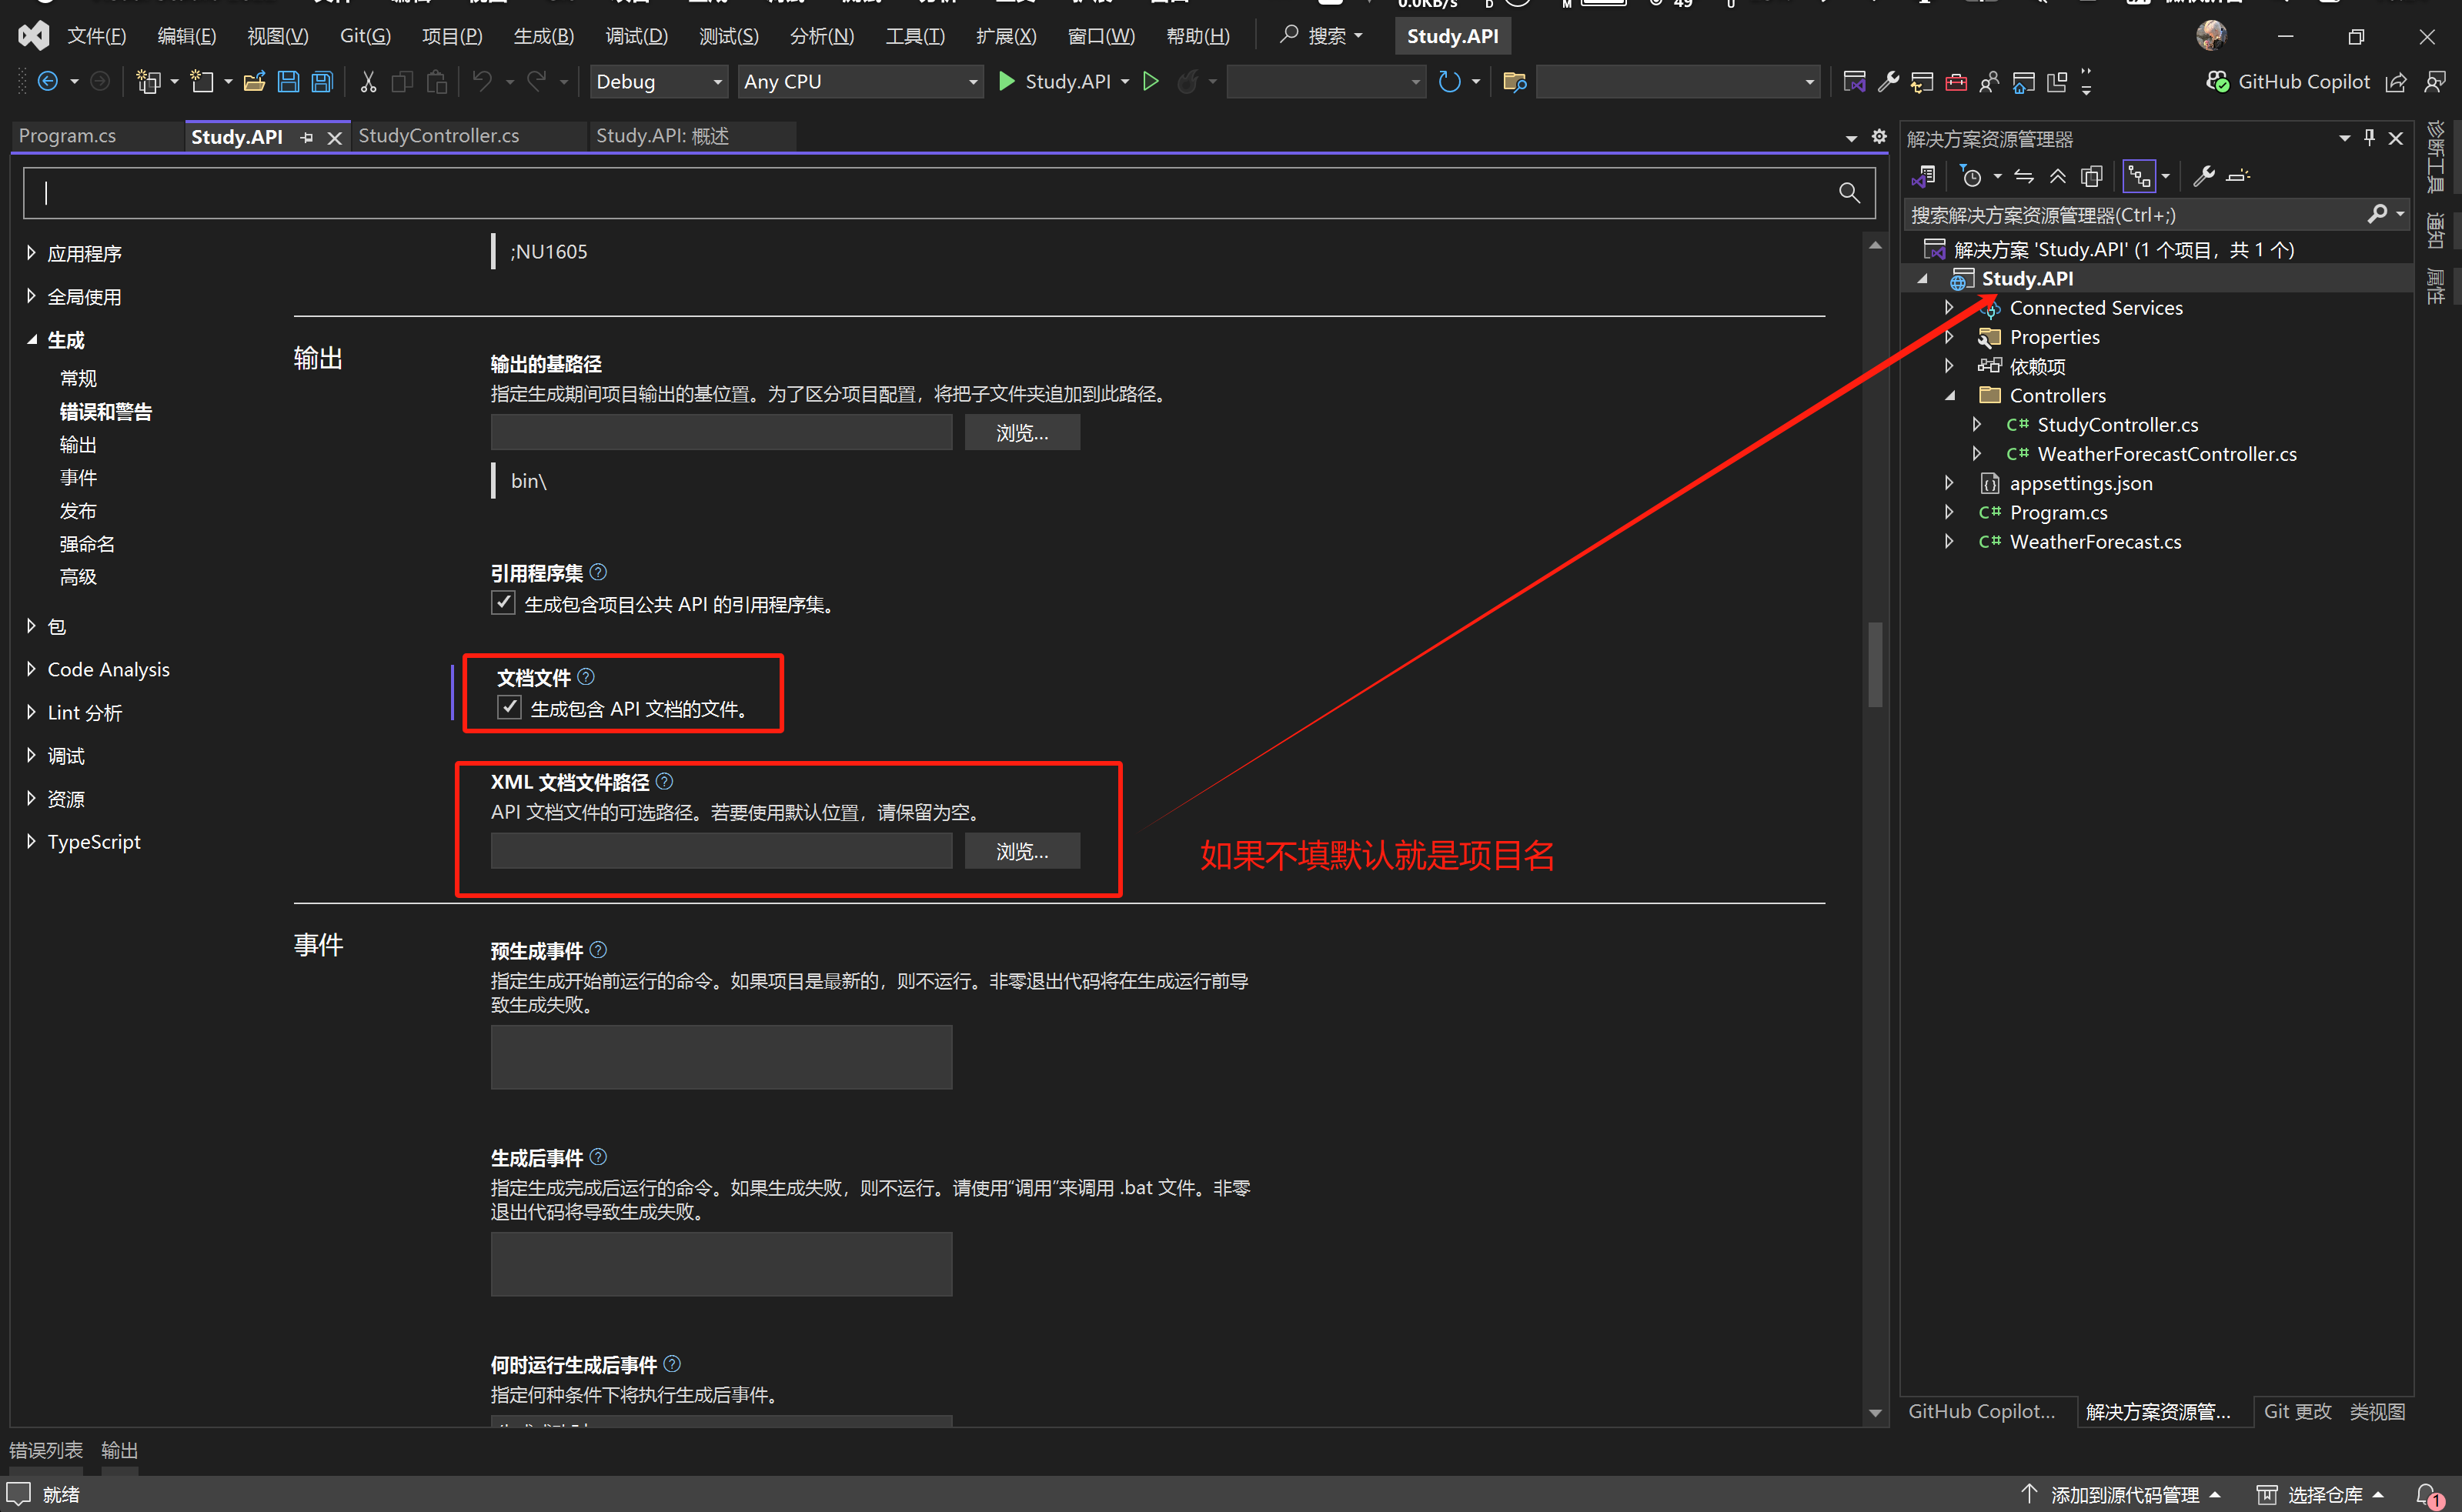 0.0KB/s
文件(F) 编辑(E) 视图(V) Git(G) 项目(P) 生成(B) 调试(D) 测试(S) 分析(N) 工具(T) 扩展(X) 窗口(W) 帮助(H) 搜索 Study.API
Debug Any CPU Study.API GitHub Copilot
Program.cs Study.API StudyController.cs Study.API: 概述
应用程序
全局使用
生成
常规
错误和警告
输出
事件
发布
强命名
高级
包
Code Analysis
Lint 分析
调试
资源
TypeScript
;NU1605
输出
输出的基路径
指定生成期间项目输出的基位置。为了区分项目配置，将把子文件夹追加到此路径。
浏览...
bin\
引用程序集
生成包含项目公共 API 的引用程序集。
文档文件
生成包含 API 文档的文件。
XML 文档文件路径
API 文档文件的可选路径。若要使用默认位置，请保留为空。
浏览...
如果不填默认就是项目名
事件
预生成事件
指定生成开始前运行的命令。如果项目是最新的，则不运行。非零退出代码将在生成运行前导
致生成失败。
生成后事件
指定生成完成后运行的命令。如果生成失败，则不运行。请使用“调用”来调用 .bat 文件。非零
退出代码将导致生成失败。
何时运行生成后事件
指定何种条件下将执行生成后事件。
解决方案资源管理器
搜索解决方案资源管理器(Ctrl+;)
解决方案 'Study.API' (1 个项目，共 1 个)
Study.API
Connected Services
Properties
依赖项
Controllers
C# StudyController.cs
C# WeatherForecastController.cs
appsettings.json
C# Program.cs
C# WeatherForecast.cs
诊断工具
通知
属性
GitHub Copilot... 解决方案资源管... Git 更改 类视图
错误列表 输出
就绪
添加到源代码管理 选择仓库 1